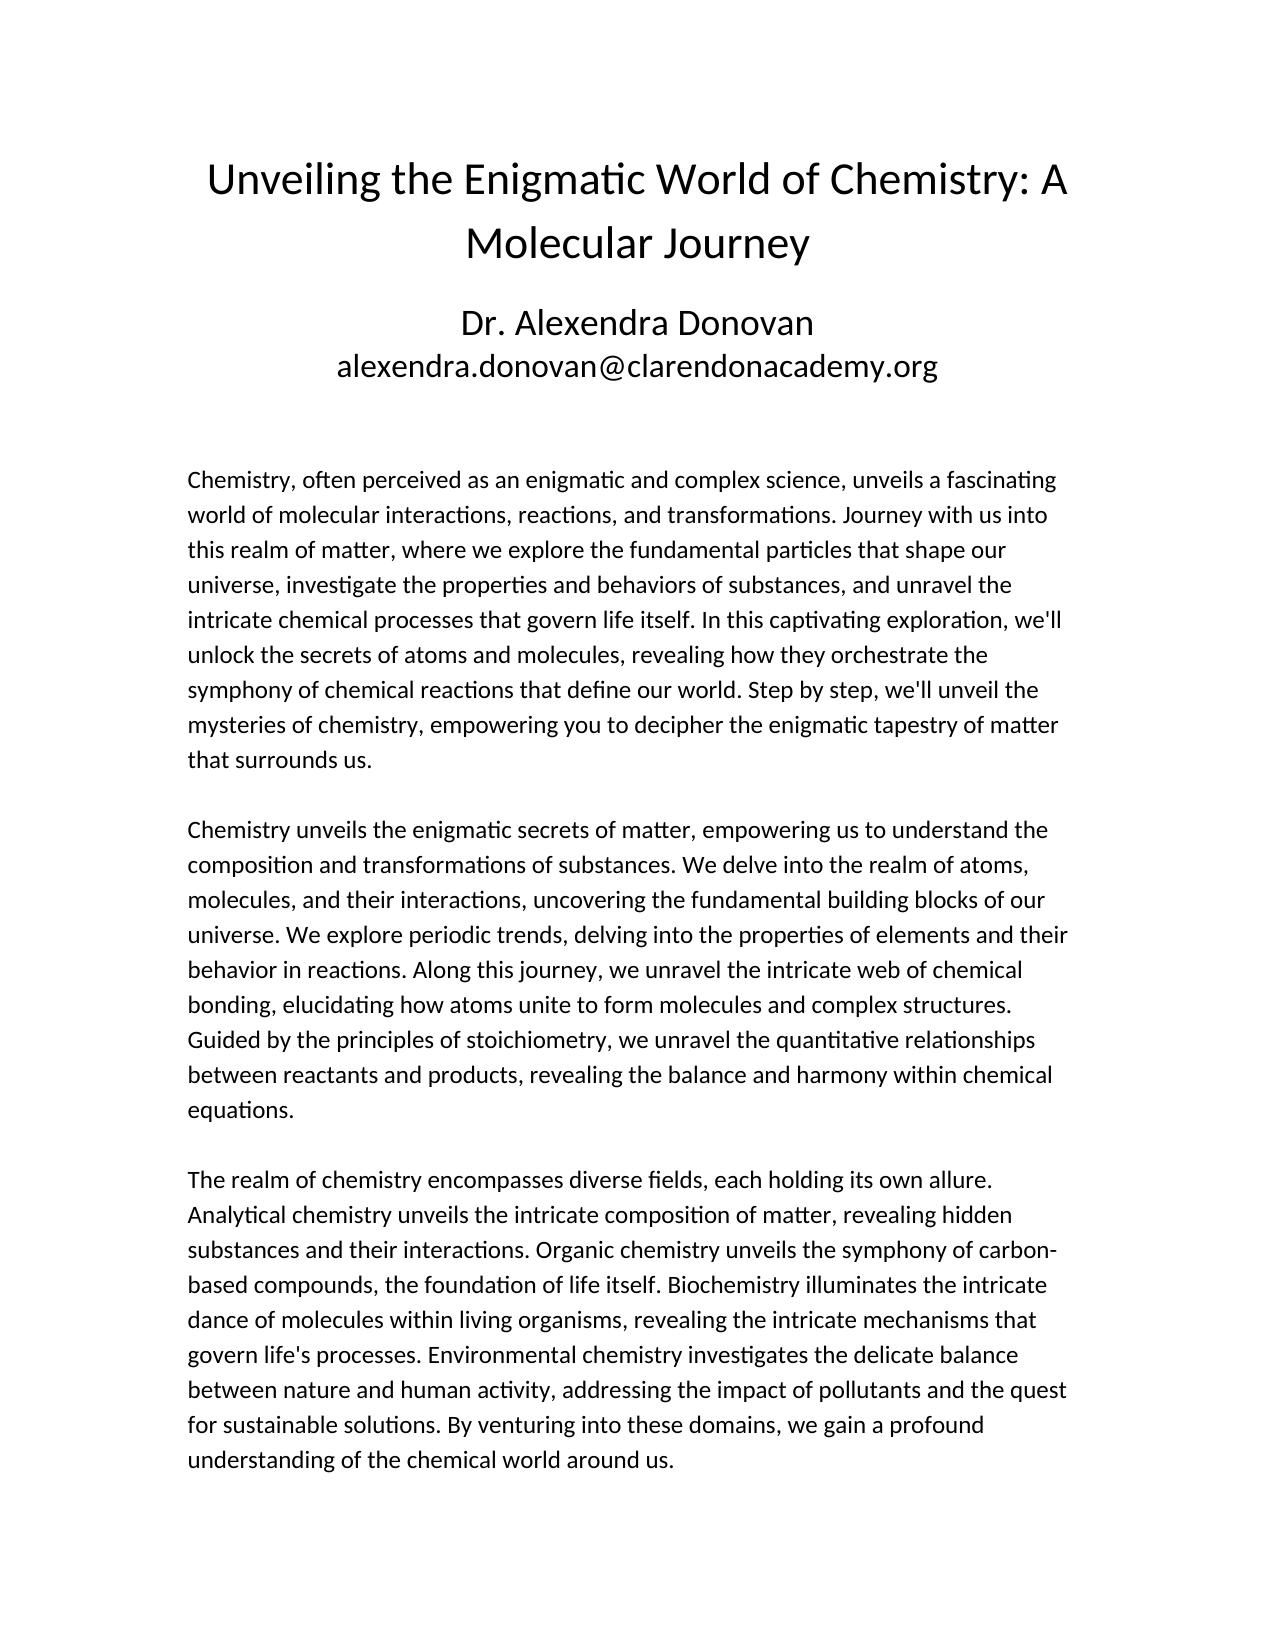 Unveiling the Enigmatic World of Chemistry: A
Molecular Journey
Dr. Alexendra Donovan
alexendra.donovan@clarendonacademy.org
Chemistry, often perceived as an enigmatic and complex science, unveils a fascinating
world of molecular interactions, reactions, and transformations. Journey with us into
this realm of matter, where we explore the fundamental particles that shape our
universe, investigate the properties and behaviors of substances, and unravel the
intricate chemical processes that govern life itself. In this captivating exploration, we'll
unlock the secrets of atoms and molecules, revealing how they orchestrate the
symphony of chemical reactions that define our world. Step by step, we'll unveil the
mysteries of chemistry, empowering you to decipher the enigmatic tapestry of matter
that surrounds us.
Chemistry unveils the enigmatic secrets of matter, empowering us to understand the
composition and transformations of substances. We delve into the realm of atoms,
molecules, and their interactions, uncovering the fundamental building blocks of our
universe. We explore periodic trends, delving into the properties of elements and their
behavior in reactions. Along this journey, we unravel the intricate web of chemical
bonding, elucidating how atoms unite to form molecules and complex structures.
Guided by the principles of stoichiometry, we unravel the quantitative relationships
between reactants and products, revealing the balance and harmony within chemical
equations.
The realm of chemistry encompasses diverse fields, each holding its own allure.
Analytical chemistry unveils the intricate composition of matter, revealing hidden
substances and their interactions. Organic chemistry unveils the symphony of carbon-
based compounds, the foundation of life itself. Biochemistry illuminates the intricate
dance of molecules within living organisms, revealing the intricate mechanisms that
govern life's processes. Environmental chemistry investigates the delicate balance
between nature and human activity, addressing the impact of pollutants and the quest
for sustainable solutions. By venturing into these domains, we gain a profound
understanding of the chemical world around us.